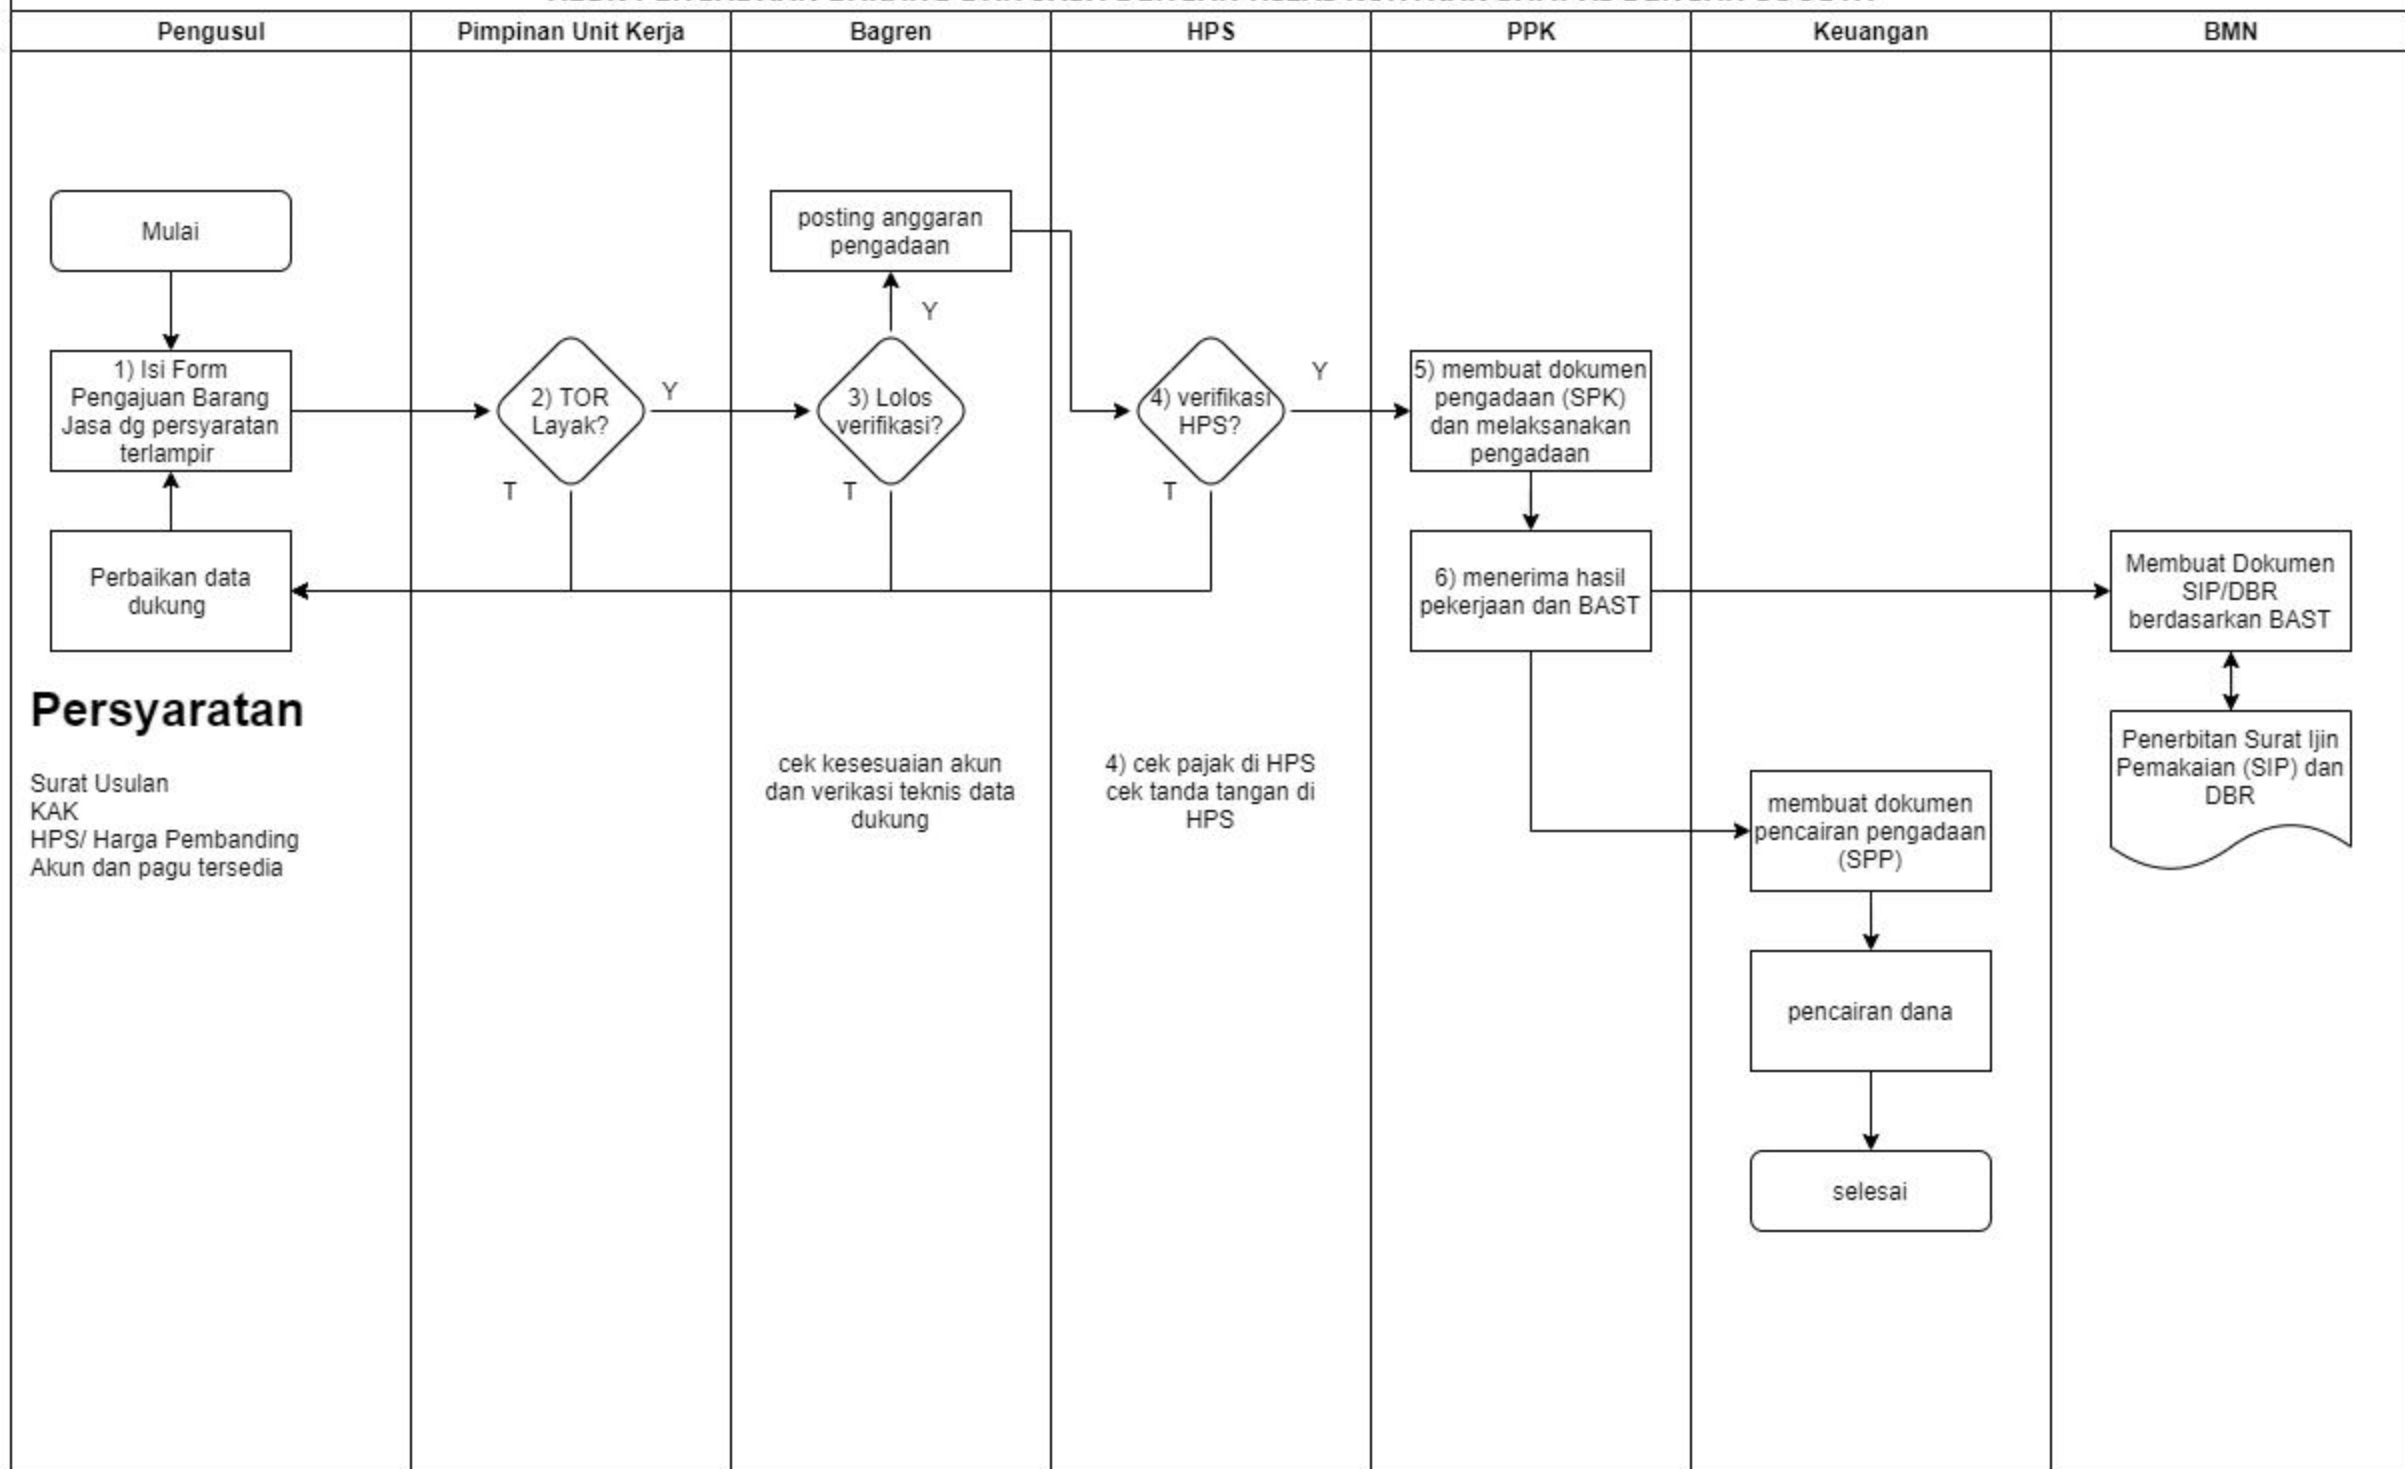 Pengusul
Pimpinan Unit Kerja
Bagren
HPS
PPK
Keuangan
BMN
Mulai
posting anggaran
pengadaan
Y
1) Isi Form
Pengajuan Barang
Jasa dg persyaratan
terlampir
2) TOR
Layak?
Y
T
3) Lolos
verifikasi?
T
4) verifikasi
HPS?
Y
T
5) membuat dokumen
pengadaan (SPK)
dan melaksanakan
pengadaan
Perbaikan data
dukung
6) menerima hasil
pekerjaan dan BAST
Membuat Dokumen
SIP/DBR
berdasarkan BAST
Persyaratan
Surat Usulan
KAK
HPS/ Harga Pembanding
Akun dan pagu tersedia
cek kesesuaian akun
dan verikasi teknis data
dukung
4) cek pajak di HPS
cek tanda tangan di
HPS
membuat dokumen
pencairan pengadaan
(SPP)
Penerbitan Surat Ijin
Pemakaian (SIP) dan
DBR
pencairan dana
selesai